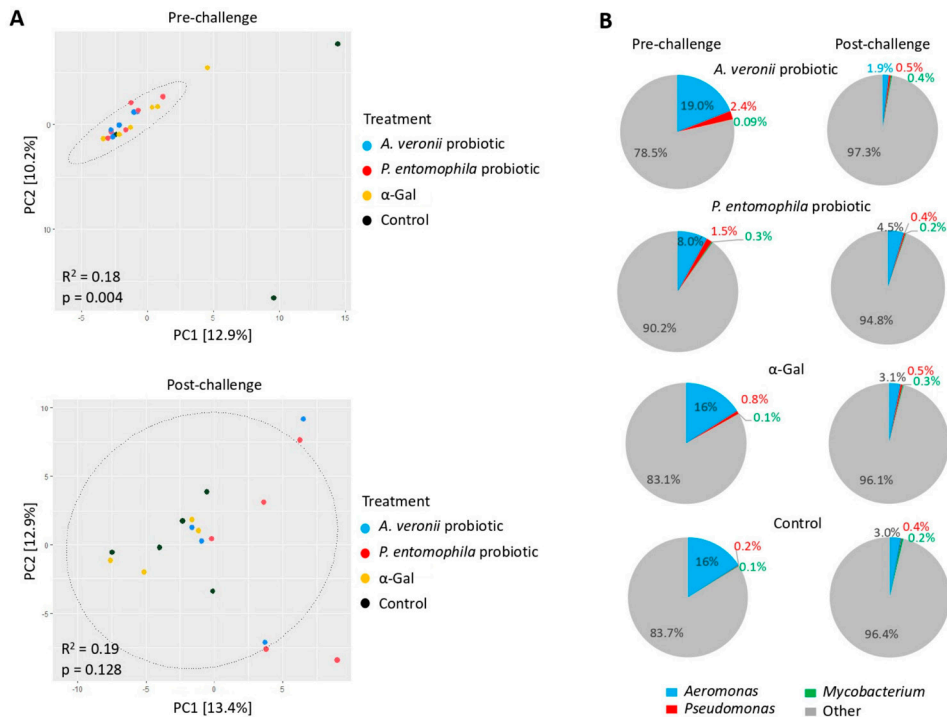 A
Pre-challenge
0
10
-5
0
5
10
15
PC2 [10.2%]
PC1 [12.9%]
R² = 0.18
p = 0.004
Treatment
A. veronii probiotic
P. entomophila probiotic
α-Gal
Control
Post-challenge
10
5
0
-5
-10
-5
0
5
PC2 [12.9%]
PC1 [13.4%]
R² = 0.19
p = 0.128
Treatment
A. veronii probiotic
P. entomophila probiotic
α-Gal
Control
B
Pre-challenge
Post-challenge
A. veronii probiotic
19.0%
2.4%
0.09%
78.5%
1.9%
0.5%
0.4%
97.3%
P. entomophila probiotic
8.0%
1.5%
0.3%
90.2%
4.5%
0.4%
0.2%
94.8%
α-Gal
16%
0.8%
0.1%
83.1%
3.1%
0.5%
0.3%
96.1%
Control
16%
0.2%
0.1%
83.7%
3.0%
0.4%
0.2%
96.4%
Aeromonas
Pseudomonas
Mycobacterium
Other